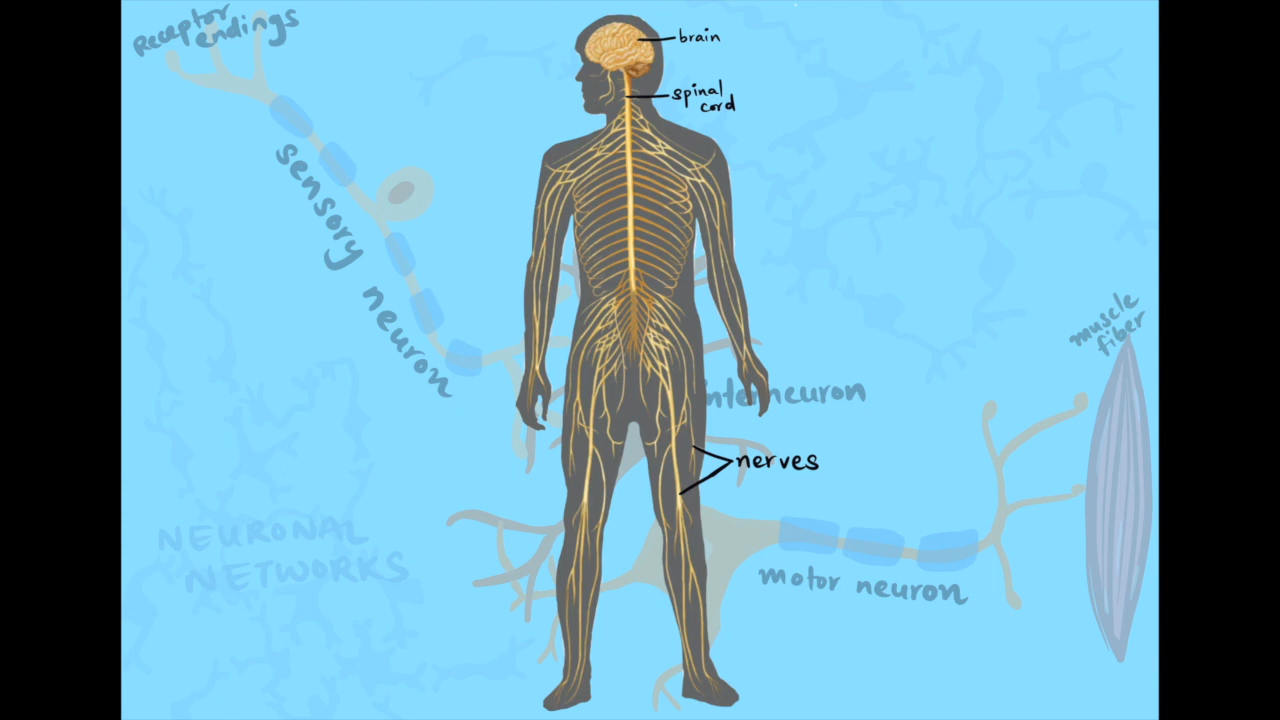 receptor
endings
brain
spinal
cord
sensory neuron
muscle
fiber
interneuron
nerves
NEURONAL
NETWORKS
motor neuron